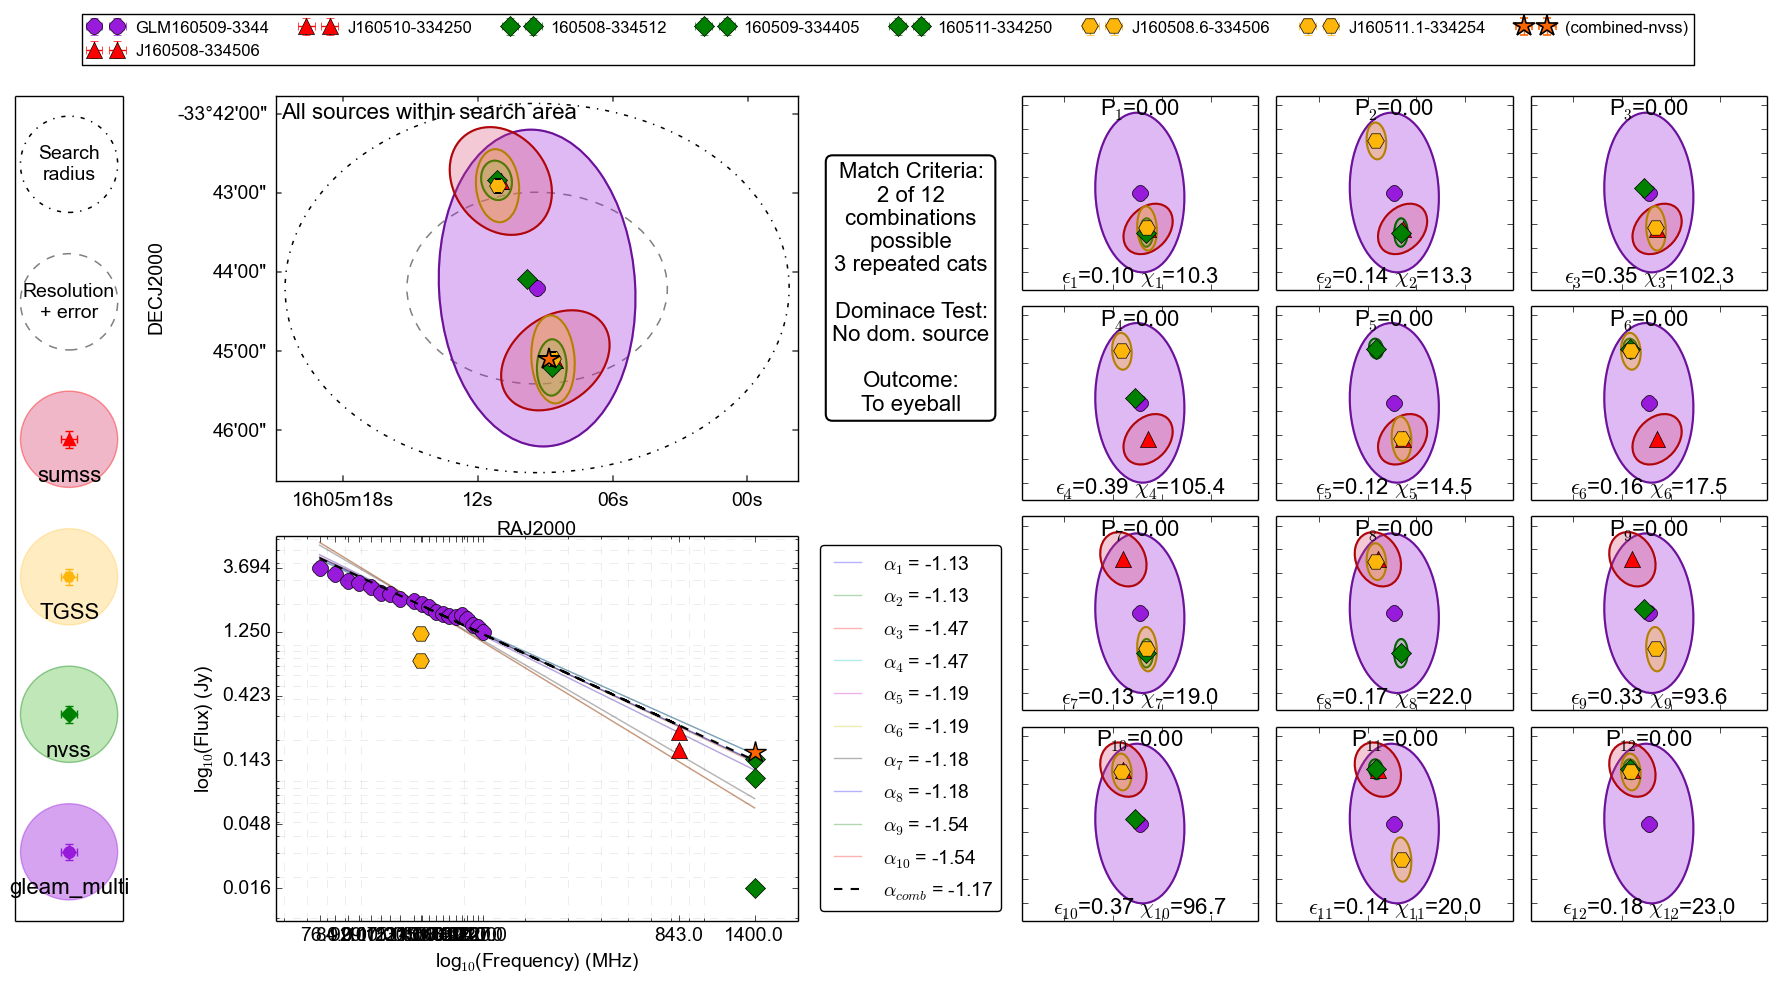 GLM160509-3344
J160510-334250
160508-334512
160509-334405
160511-334250
J160508.6-334506
J160511.1-334254
(combined-nvss)
J160508-334506
Search
radius
Resolution
+ error
sumss
TGSS
nvss
gleam_multi
All sources within search area
-33°42'00"
43'00"
44'00"
45'00"
46'00"
DECJ2000
16h05m18s
12s
06s
00s
RAJ2000
Match Criteria:
2 of 12
combinations
possible
3 repeated cats
Dominace Test:
No dom. source
Outcome:
To eyeball
3.694
1.250
0.423
0.143
0.048
0.016
log10(Flux) (Jy)
843.0
1400.0
log10(Frequency) (MHz)
α1 = -1.13
α2 = -1.13
α3 = -1.47
α4 = -1.47
α5 = -1.19
α6 = -1.19
α7 = -1.18
α8 = -1.18
α9 = -1.54
α10 = -1.54
αcomb = -1.17
P1=0.00
ϵ1=0.10 χ1=10.3
P2=0.00
ϵ2=0.14 χ2=13.3
P3=0.00
ϵ3=0.35 χ3=102.3
P4=0.00
ϵ4=0.39 χ4=105.4
P5=0.00
ϵ5=0.12 χ5=14.5
P6=0.00
ϵ6=0.16 χ6=17.5
P7=0.00
ϵ7=0.13 χ7=19.0
P8=0.00
ϵ8=0.17 χ8=22.0
P9=0.00
ϵ9=0.33 χ9=93.6
P10=0.00
ϵ10=0.37 χ10=96.7
P11=0.00
ϵ11=0.14 χ11=20.0
P12=0.00
ϵ12=0.18 χ12=23.0